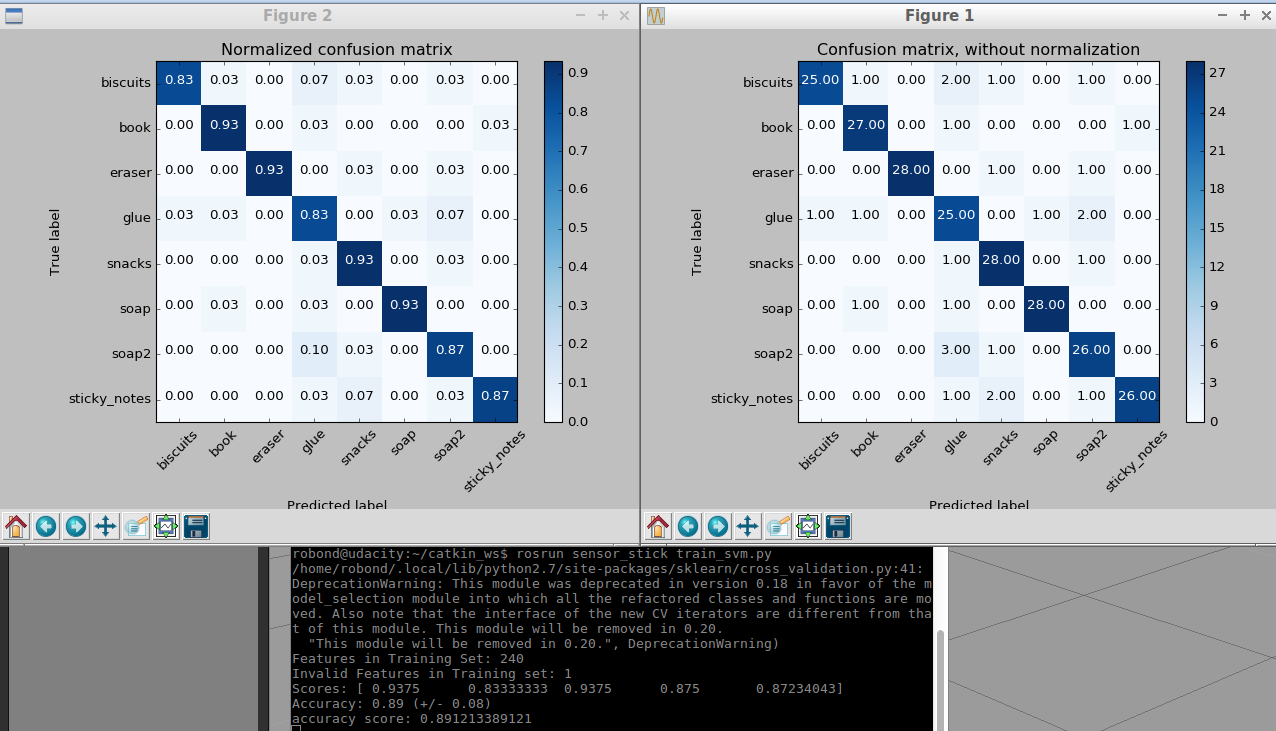 Figure 2
Normalized confusion matrix
biscuits 0.83 0.03 0.00 0.07 0.03 0.00 0.03 0.00
book 0.00 0.93 0.00 0.03 0.00 0.00 0.00 0.03
eraser 0.00 0.00 0.93 0.00 0.03 0.00 0.03 0.00
glue 0.03 0.03 0.00 0.83 0.00 0.03 0.07 0.00
snacks 0.00 0.00 0.00 0.03 0.93 0.00 0.03 0.00
soap 0.00 0.03 0.00 0.03 0.00 0.93 0.00 0.00
soap2 0.00 0.00 0.00 0.10 0.03 0.00 0.87 0.00
sticky_notes 0.00 0.00 0.00 0.03 0.07 0.00 0.03 0.87
True label
biscuits book eraser glue snacks soap soap2 sticky_notes
Predicted label
0.9
0.8
0.7
0.6
0.5
0.4
0.3
0.2
0.1
0.0
Figure 1
Confusion matrix, without normalization
biscuits 25.00 1.00 0.00 2.00 1.00 0.00 1.00 0.00
book 0.00 27.00 0.00 1.00 0.00 0.00 0.00 1.00
eraser 0.00 0.00 28.00 0.00 1.00 0.00 1.00 0.00
glue 1.00 1.00 0.00 25.00 0.00 1.00 2.00 0.00
snacks 0.00 0.00 0.00 1.00 28.00 0.00 1.00 0.00
soap 0.00 1.00 0.00 1.00 0.00 28.00 0.00 0.00
soap2 0.00 0.00 0.00 3.00 1.00 0.00 26.00 0.00
sticky_notes 0.00 0.00 0.00 1.00 2.00 0.00 1.00 26.00
True label
biscuits book eraser glue snacks soap soap2 sticky_notes
Predicted label
27
24
21
18
15
12
9
6
3
0
robond@udacity:~/catkin_ws$ rosrun sensor_stick train_svm.py
/home/robond/.local/lib/python2.7/site-packages/sklearn/cross_validation.py:41:
DeprecationWarning: This module was deprecated in version 0.18 in favor of the m
odel_selection module into which all the refactored classes and functions are mo
ved. Also note that the interface of the new CV iterators are different from tha
t of this module. This module will be removed in 0.20.
"This module will be removed in 0.20.", DeprecationWarning)
Features in Training Set: 240
Invalid Features in Training set: 1
Scores: [ 0.9375 0.83333333 0.9375 0.875 0.87234043]
Accuracy: 0.89 (+/- 0.08)
accuracy score: 0.891213389121